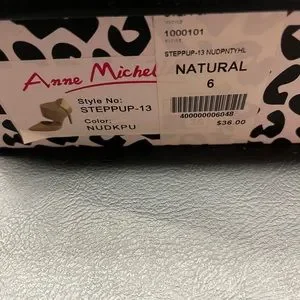 Anne Michel
Style No:
STEPPUP-13
Color:
NUDKPU
1000101
STEPPUP-13 NUDPNTYHL
NATURAL
6
400000006048
$36.00